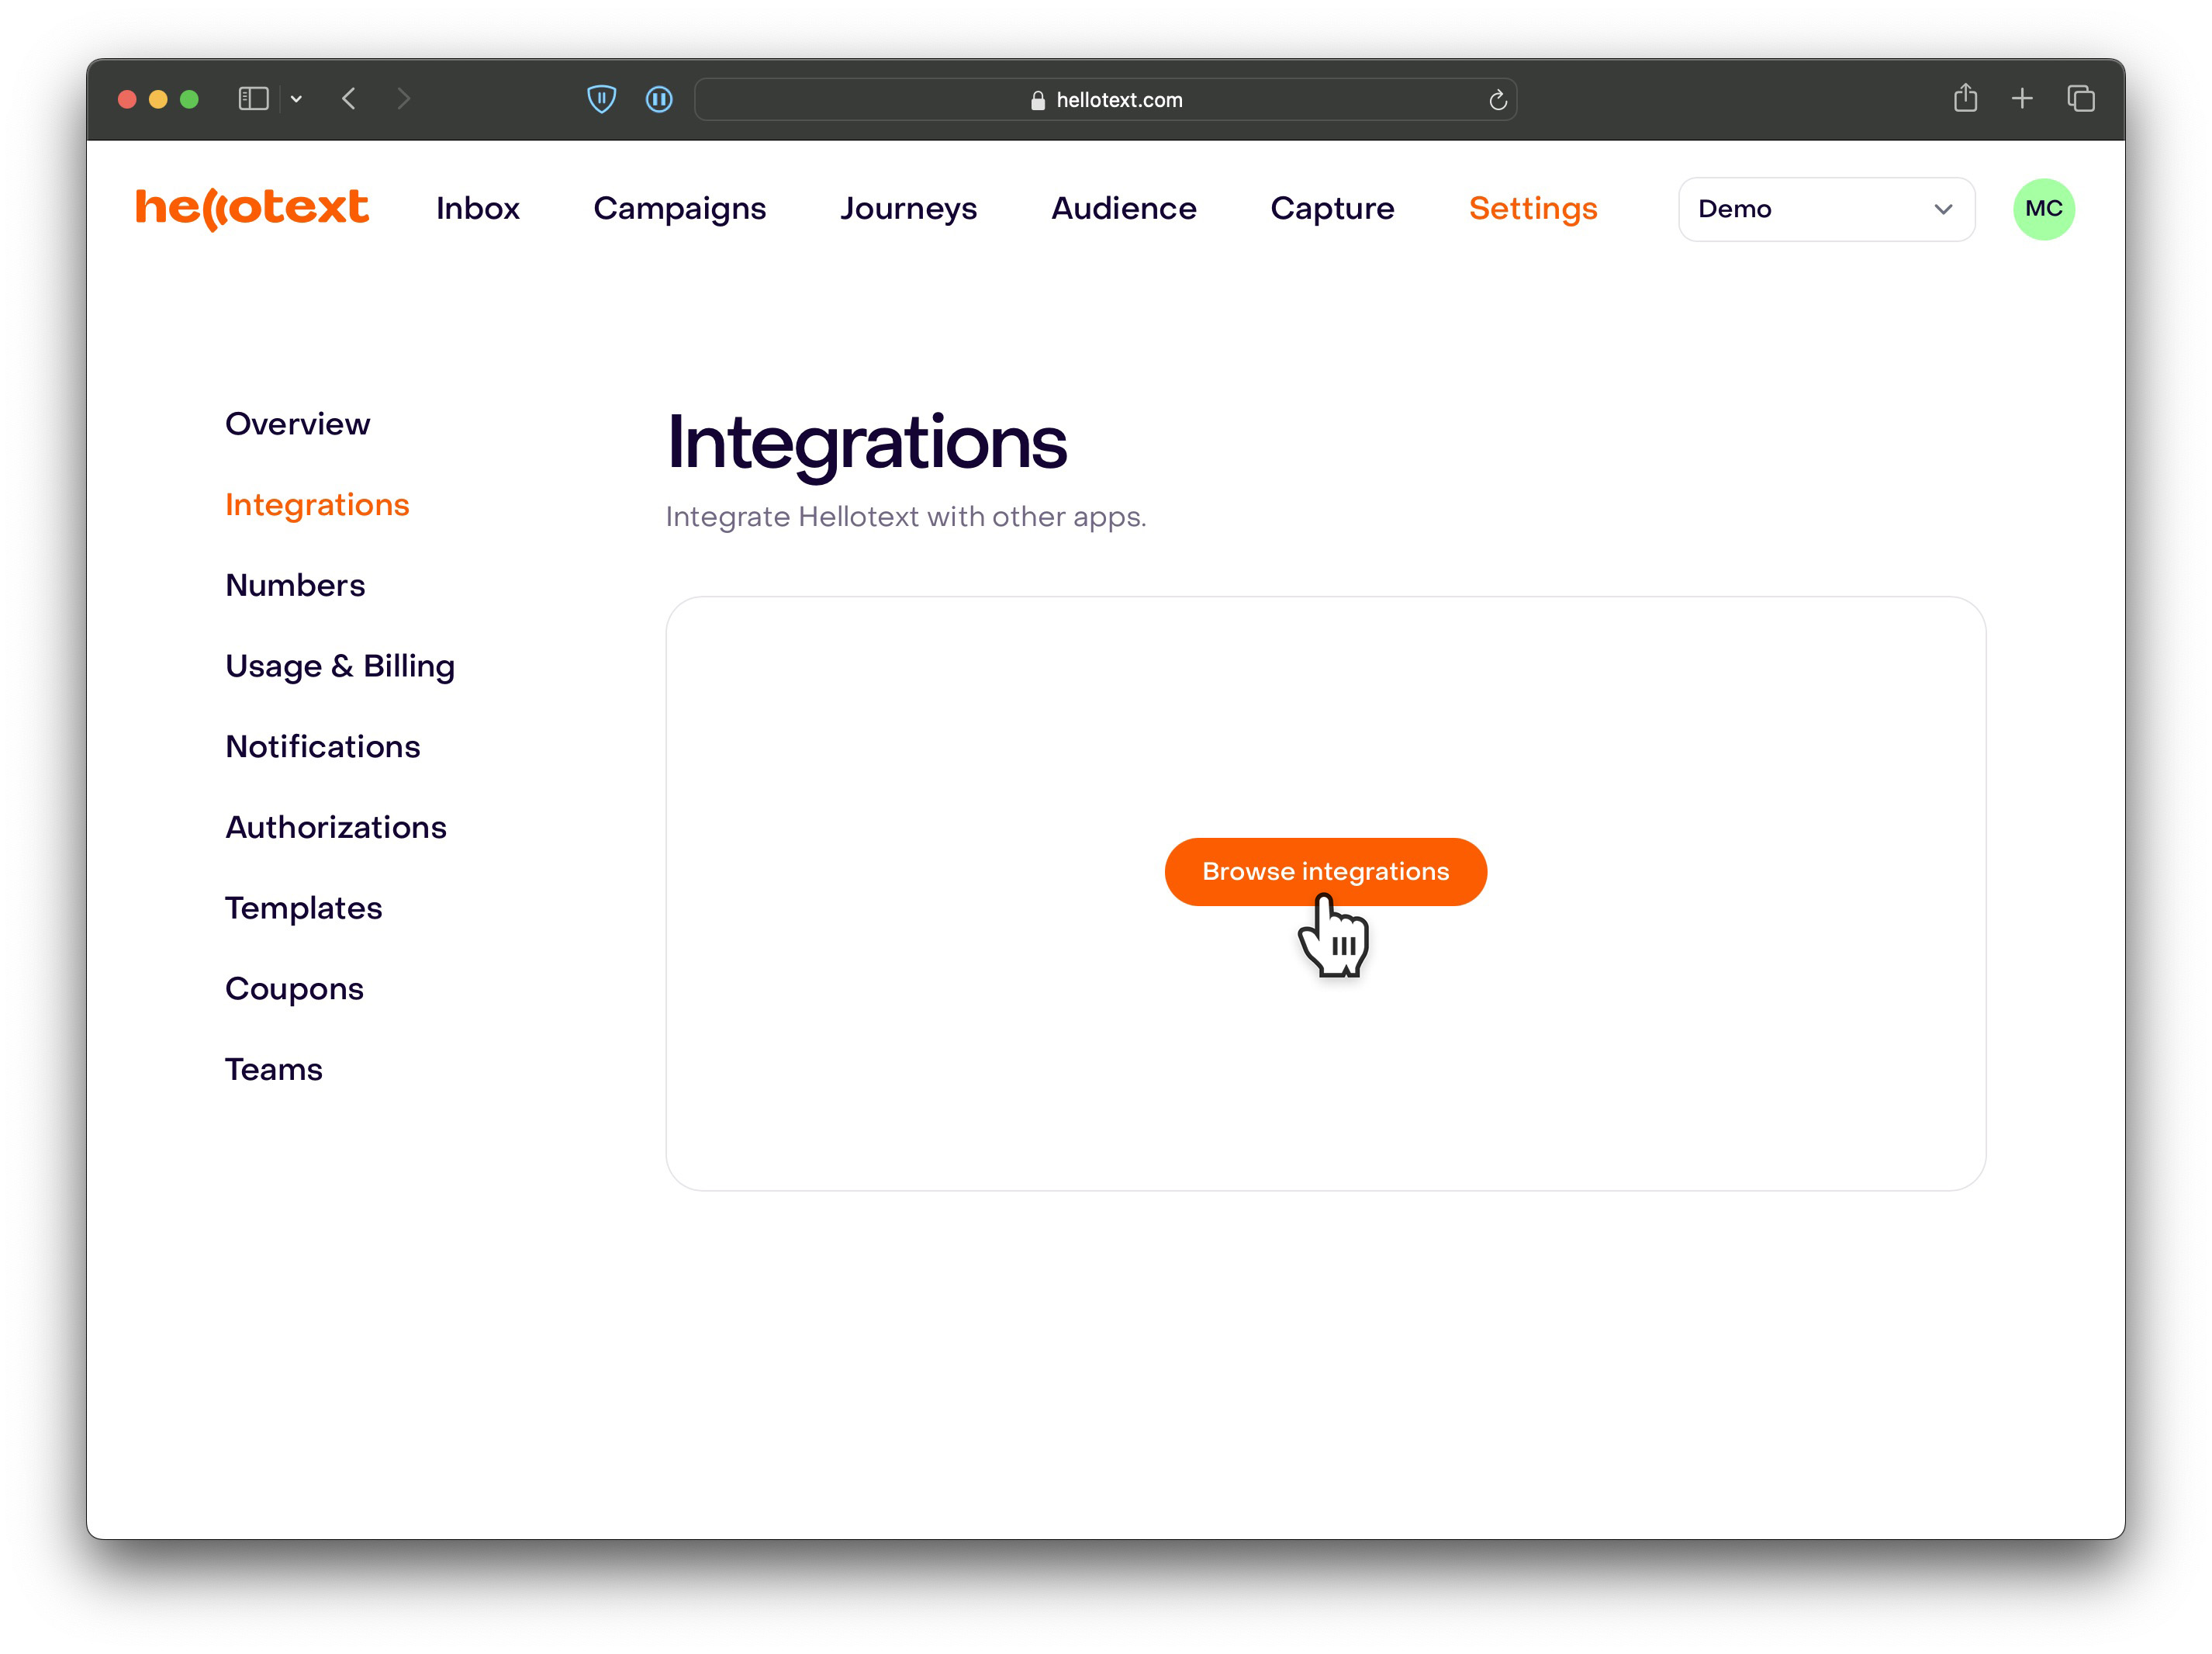 hellotext.com
hellotext
Inbox
Campaigns
Journeys
Audience
Capture
Settings
Demo
MC
Overview
Integrations
Numbers
Usage & Billing
Notifications
Authorizations
Templates
Coupons
Teams
Integrations
Integrate Hellotext with other apps.
Browse integrations